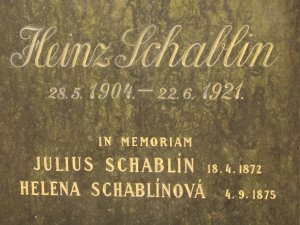 Heinz Schablin
28.5. 1904. — 22.6. 1921.
IN MEMORIAM
JULIUS SCHABLÍN 18.4.1872
HELENA SCHABLÍNOVÁ 4.9.1875